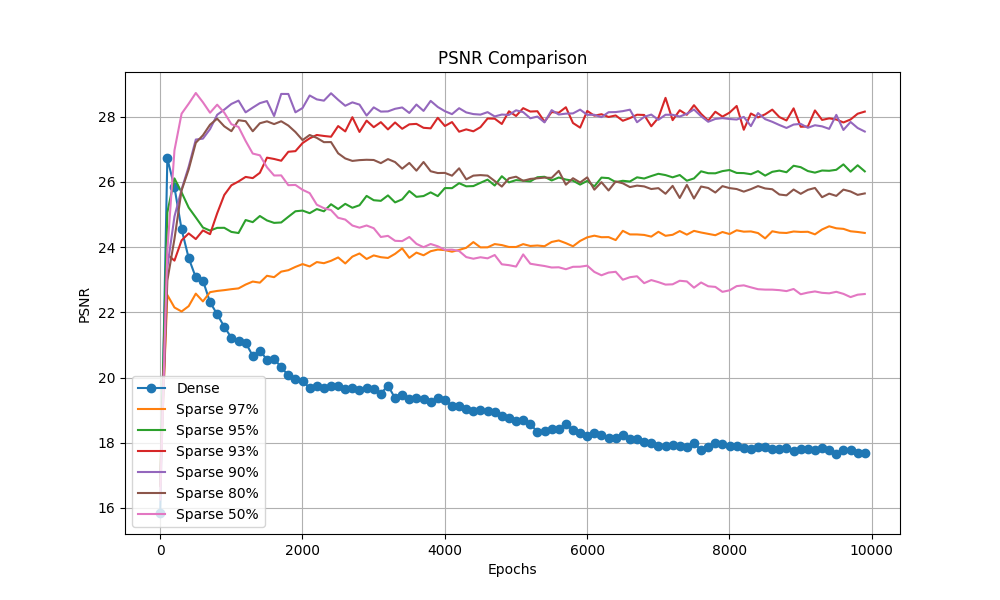 PSNR Comparison
PSNR
28
26
24
22
20
18
16
Dense
Sparse 97%
Sparse 95%
Sparse 93%
Sparse 90%
Sparse 80%
Sparse 50%
0
2000
4000
6000
8000
10000
Epochs